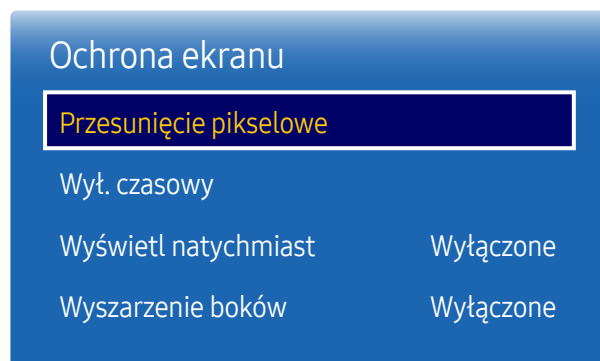 Ochrona ekranu
Przesunięcie pikselowe
Wył. czasowy
Wyświetl natychmiast Wyłączone
Wyszarzenie boków Wyłączone